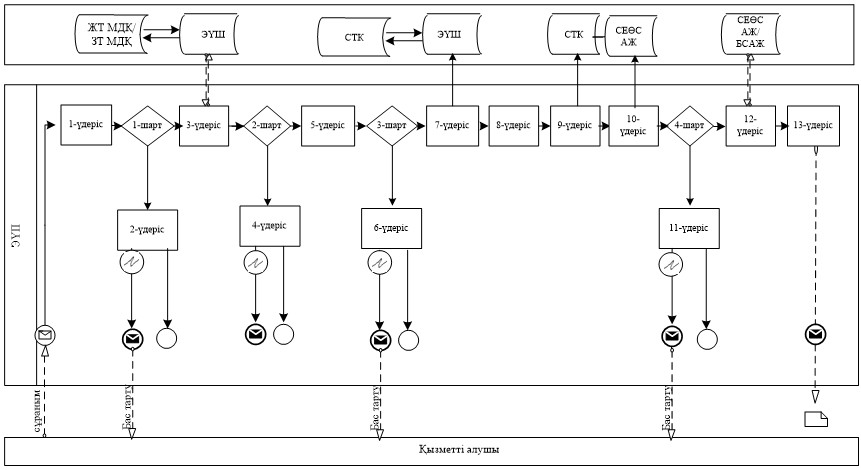 ЖТ МДҚ/
ЗТ МДҚ
ЭҮШ
СТК
ЭҮШ
СТК
СЕӨС
АЖ
СЕӨС
АЖ/
БСАЖ
ЭҮП
1-үдеріс
1-шарт
3-үдеріс
2-шарт
5-үдеріс
3-шарт
7-үдеріс
8-үдеріс
9-үдеріс
10-
үдеріс
4-шарт
12-
үдеріс
13-үдеріс
2-үдеріс
4-үдеріс
6-үдеріс
11-үдеріс
сұраным
Бас тарту
Бас тарту
Бас тарту
Қызметті алушы